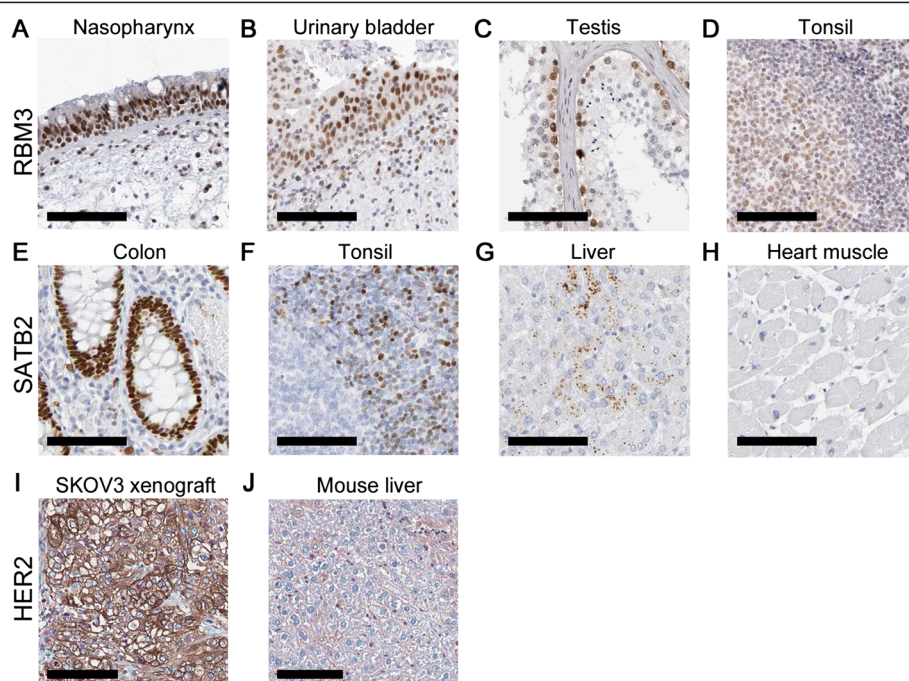 A Nasopharynx B Urinary bladder C Testis D Tonsil
RBM3
E Colon F Tonsil G Liver H Heart muscle
SATB2
I SKOV3 xenograft J Mouse liver
HER2